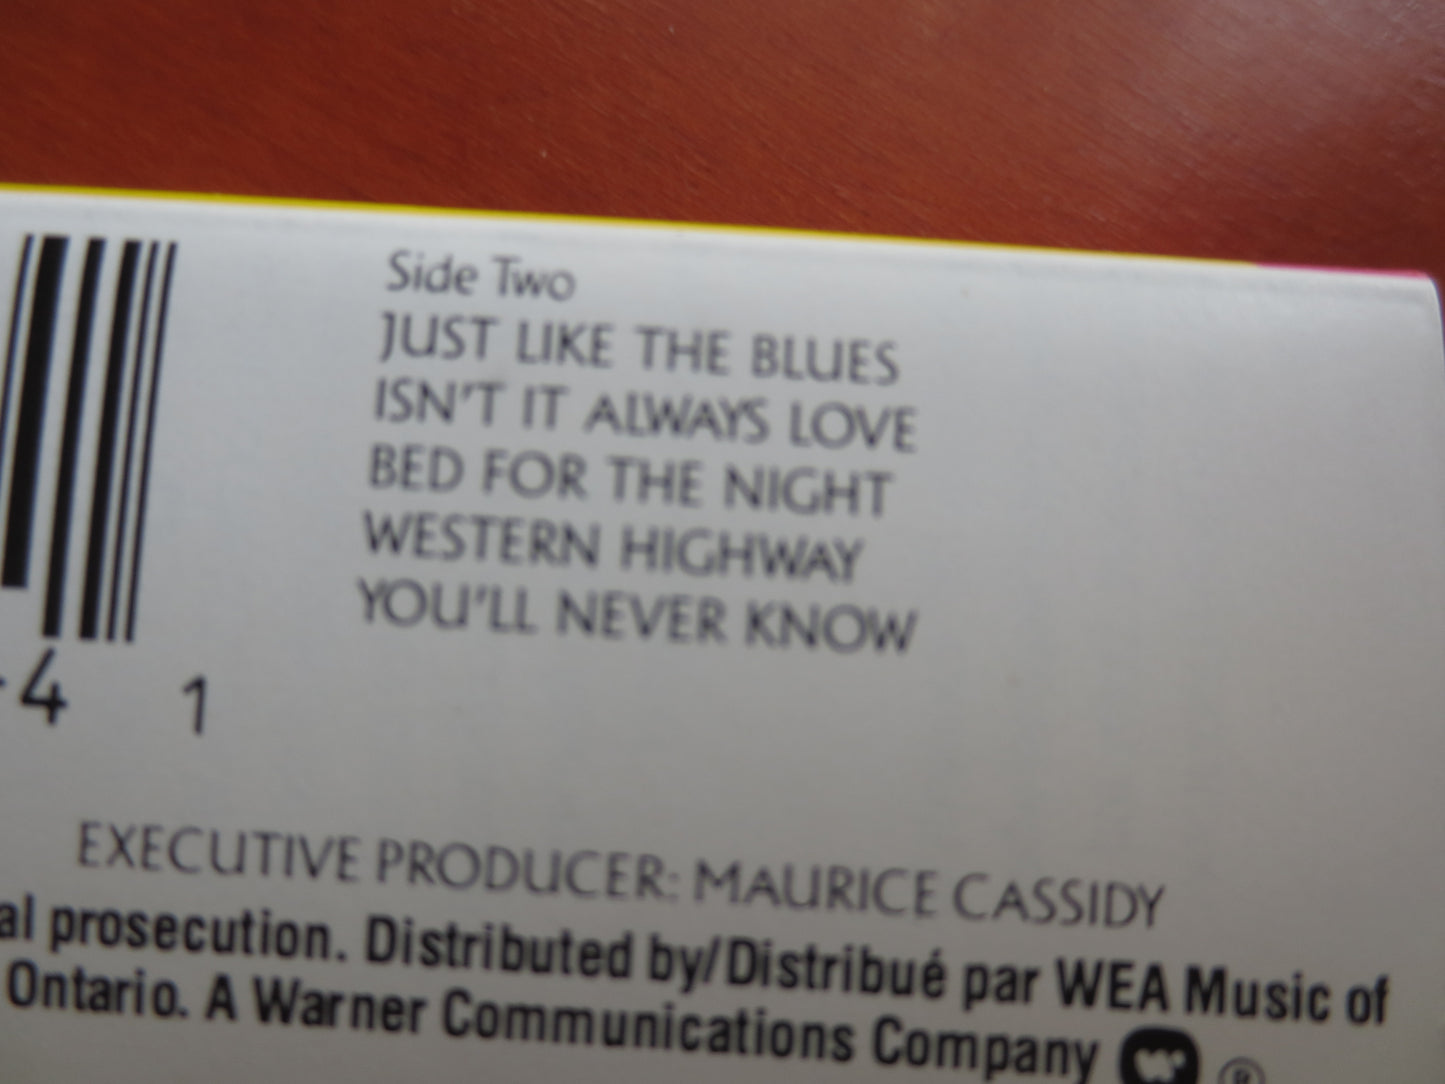 Side Two
JUST LIKE THE BLUES
ISN'T IT ALWAYS LOVE
BED FOR THE NIGHT
WESTERN HIGHWAY
YOU'LL NEVER KNOW
4 1
EXECUTIVE PRODUCER: MAURICE CASSIDY
al prosecution. Distributed by/Distribué par WEA Music of
Ontario. A Warner Communications Company ®